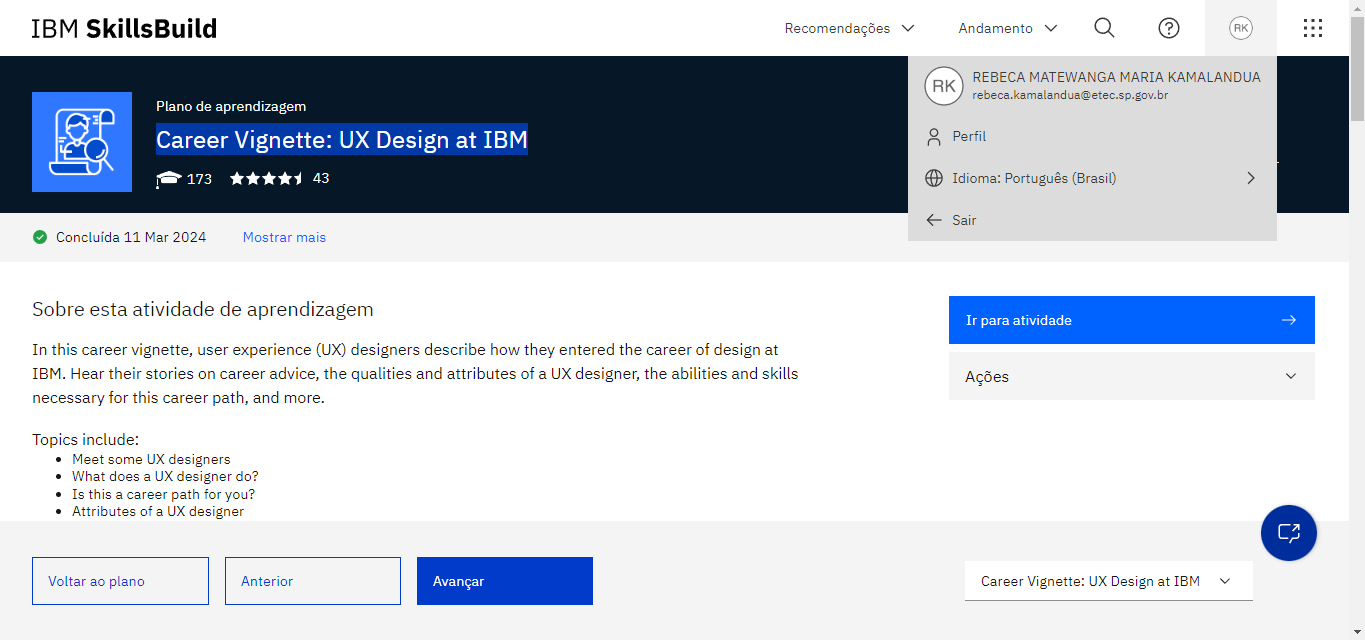 IBM SkillsBuild
Recomendações
Andamento
RK
RK
REBECA MATEWANGA MARIA KAMALANDUA
rebeca.kamalandua@etec.sp.gov.br
Perfil
Idioma: Português (Brasil)
Sair
Plano de aprendizagem
Career Vignette: UX Design at IBM
173
43
Concluída 11 Mar 2024
Mostrar mais
Sobre esta atividade de aprendizagem
In this career vignette, user experience (UX) designers describe how they entered the career of design at
IBM. Hear their stories on career advice, the qualities and attributes of a UX designer, the abilities and skills
necessary for this career path, and more.
Topics include:
Meet some UX designers
What does a UX designer do?
Is this a career path for you?
Attributes of a UX designer
Ir para atividade
Ações
Voltar ao plano
Anterior
Avançar
Career Vignette: UX Design at IBM